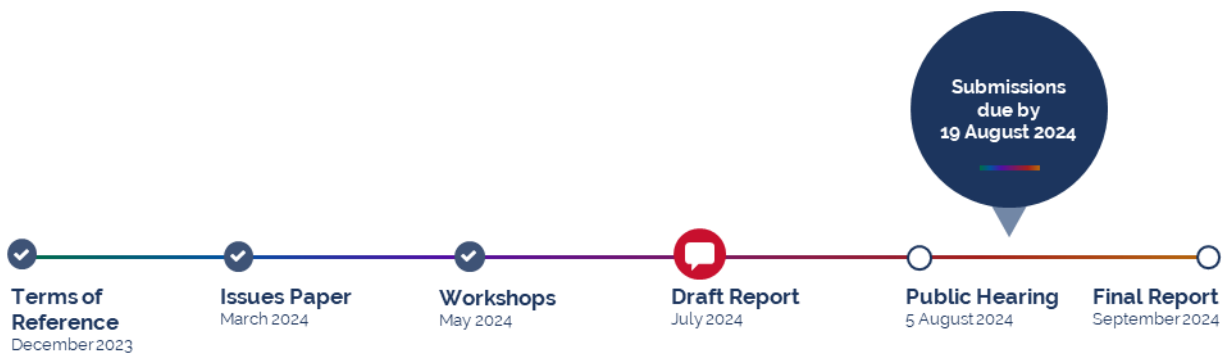 Submissions
due by
19 August 2024
Terms of
Reference
December 2023
Issues Paper
March 2024
Workshops
May 2024
Draft Report
July 2024
Public Hearing
5 August 2024
Final Report
September 2024